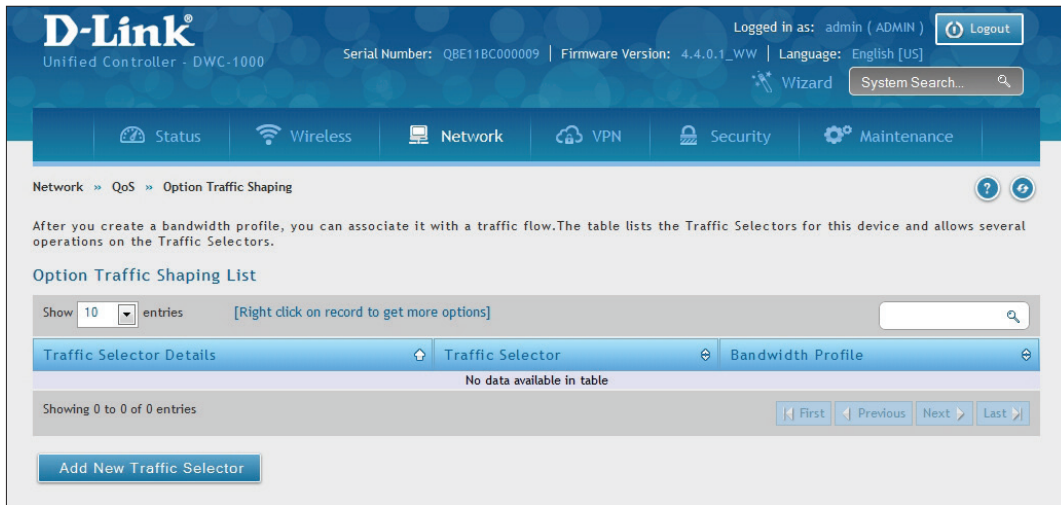 D-Link®
Unified Controller - DWC-1000
Logged in as: admin ( ADMIN ) Logout
Serial Number: QBE11BC000009 | Firmware Version: 4.4.0.1_WW | Language: English [US]
Wizard System Search...
Status Wireless Network VPN Security Maintenance
Network » QoS » Option Traffic Shaping
After you create a bandwidth profile, you can associate it with a traffic flow.The table lists the Traffic Selectors for this device and allows several
operations on the Traffic Selectors.
Option Traffic Shaping List
Show 10 entries [Right click on record to get more options]
Traffic Selector Details Traffic Selector Bandwidth Profile
No data available in table
Showing 0 to 0 of 0 entries First Previous Next Last
Add New Traffic Selector